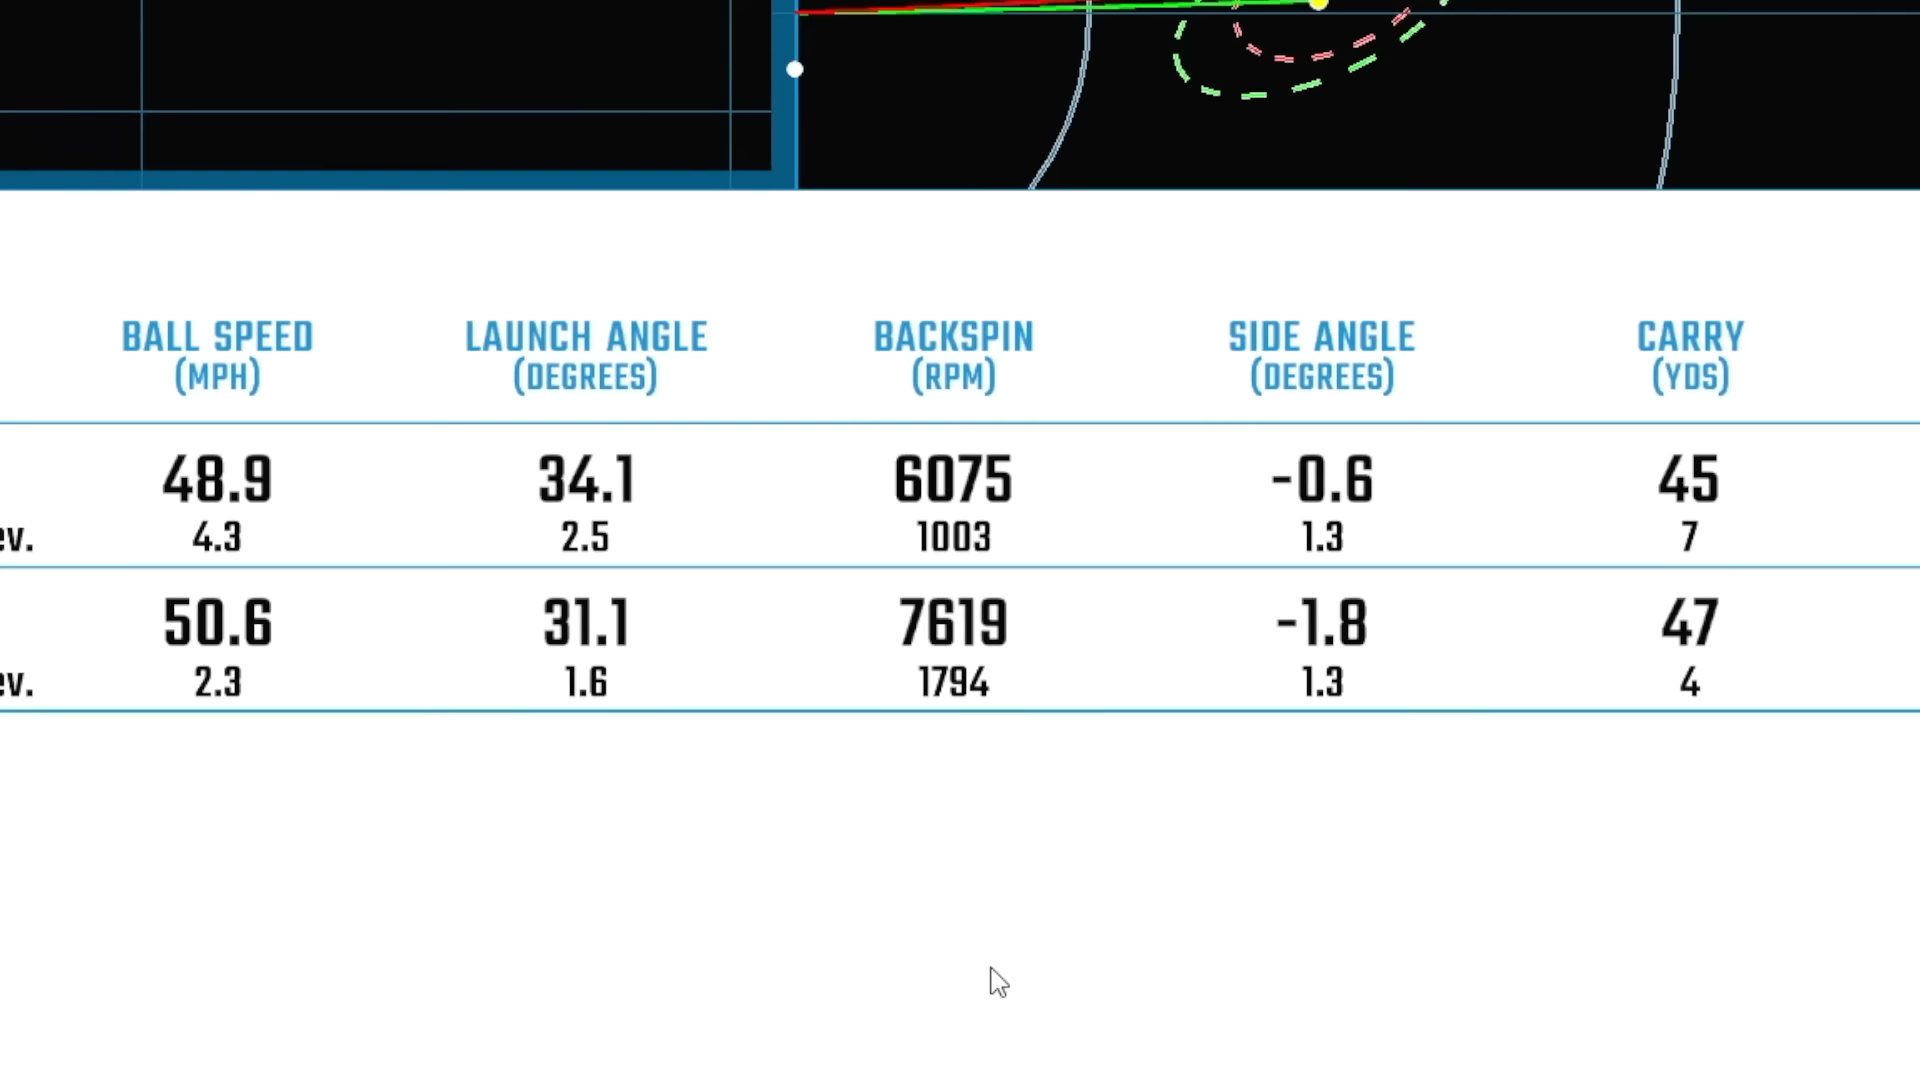 BALL SPEED LAUNCH ANGLE BACKSPIN SIDE ANGLE CARRY
(MPH) (DEGREES) (RPM) (DEGREES) (YDS)
48.9 34.1 6075 -0.6 45
ev. 4.3 2.5 1003 1.3 7
50.6 31.1 7619 -1.8 47
ev. 2.3 1.6 1794 1.3 4